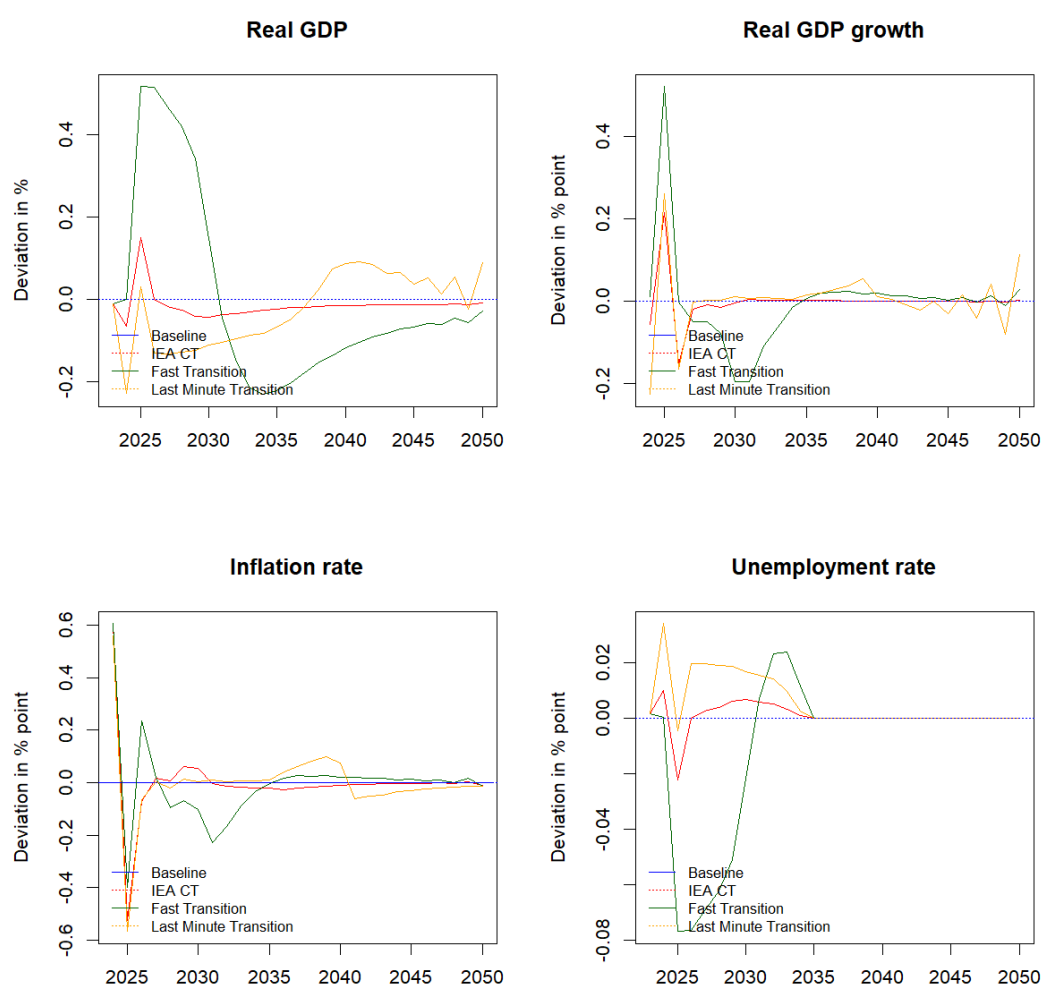 Real GDP
Deviation in %
0.4
0.2
0.0
-0.2
Baseline
IEA CT
Fast Transition
Last Minute Transition
2025 2030 2035 2040 2045 2050
Real GDP growth
Deviation in % point
0.4
0.2
0.0
-0.2
Baseline
IEA CT
Fast Transition
Last Minute Transition
2025 2030 2035 2040 2045 2050
Inflation rate
Deviation in % point
0.6
0.4
0.2
0.0
-0.2
-0.4
-0.6
Baseline
IEA CT
Fast Transition
Last Minute Transition
2025 2030 2035 2040 2045 2050
Unemployment rate
Deviation in % point
0.02
0.00
-0.04
-0.08
Baseline
IEA CT
Fast Transition
Last Minute Transition
2025 2030 2035 2040 2045 2050